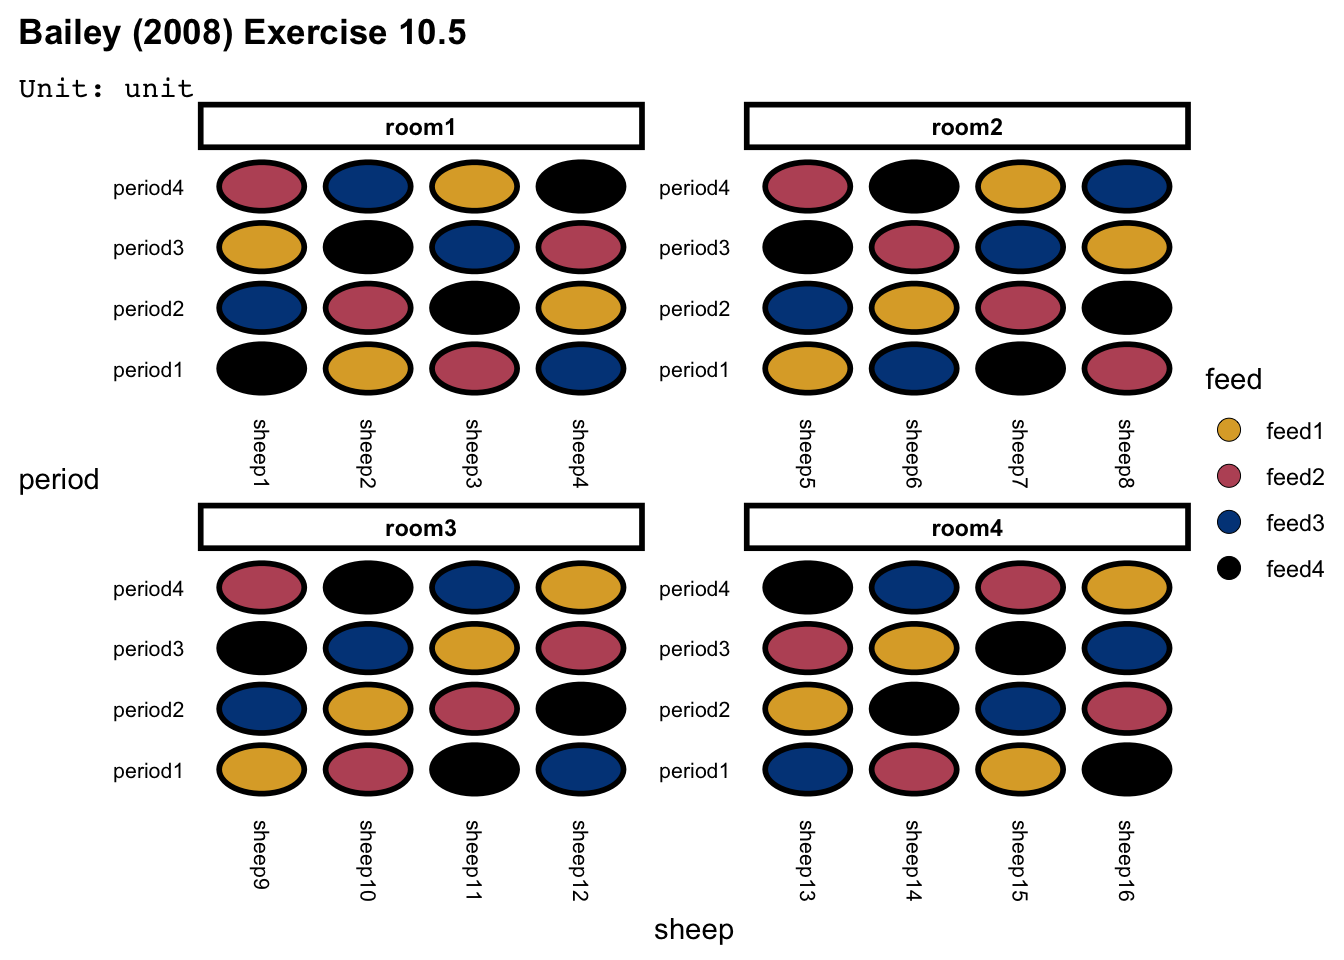 Bailey (2008) Exercise 10.5
Unit: unit
room1
period4
period3
period2
period1
sheep1
sheep2
sheep3
sheep4
room2
period4
period3
period2
period1
sheep5
sheep6
sheep7
sheep8
period
room3
period4
period3
period2
period1
sheep9
sheep10
sheep11
sheep12
room4
period4
period3
period2
period1
sheep13
sheep14
sheep15
sheep16
sheep
feed
feed1
feed2
feed3
feed4